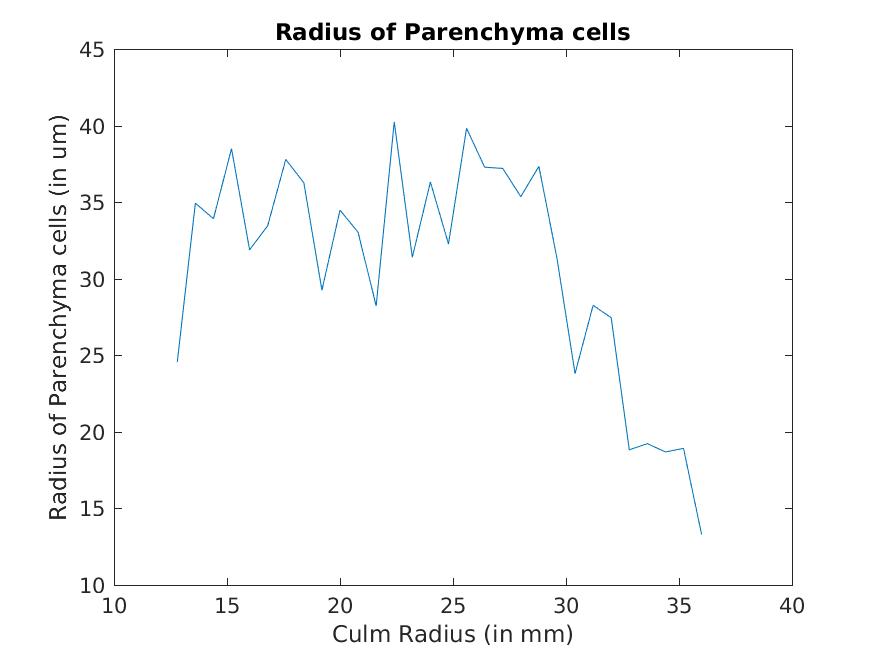 Radius of Parenchyma cells
45
40
35
30
25
20
15
10
Radius of Parenchyma cells (in um)
10 15 20 25 30 35 40
Culm Radius (in mm)